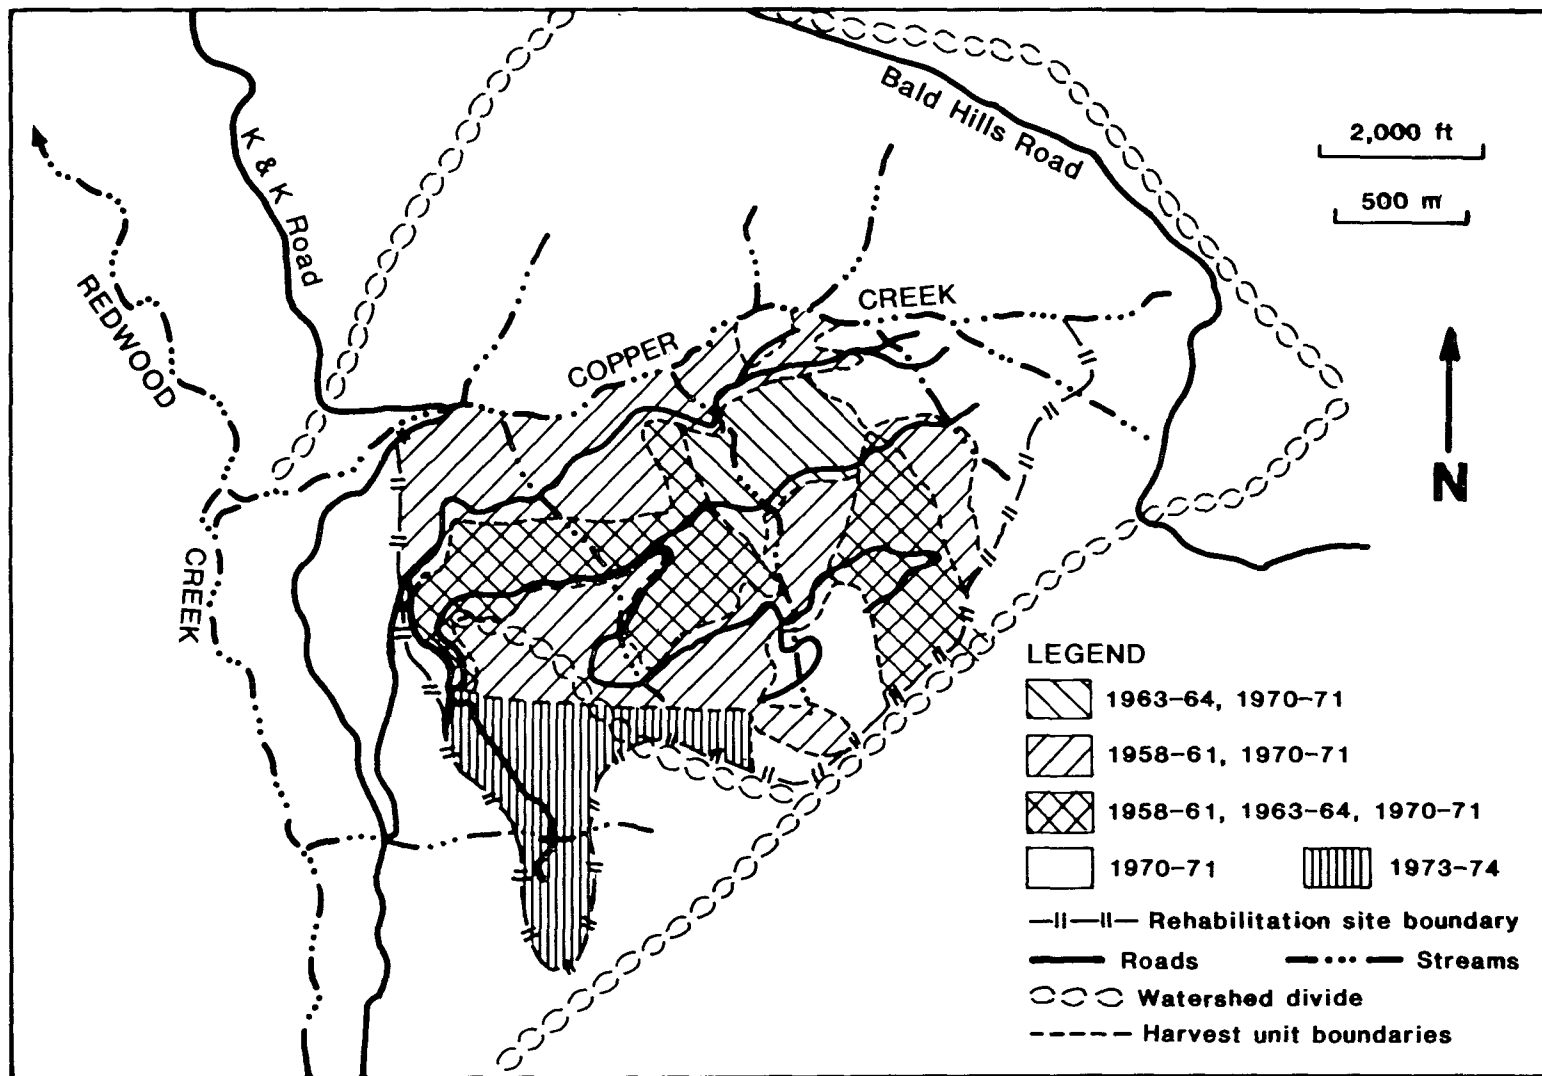 Bald Hills Road
2,000 ft
500 m
K & K Road
REDWOOD
CREEK
COPPER
CREEK
N
LEGEND
1963-64, 1970-71
1958-61, 1970-71
1958-61, 1963-64, 1970-71
1970-71
1973-74
Rehabilitation site boundary
Roads
Streams
Watershed divide
Harvest unit boundaries